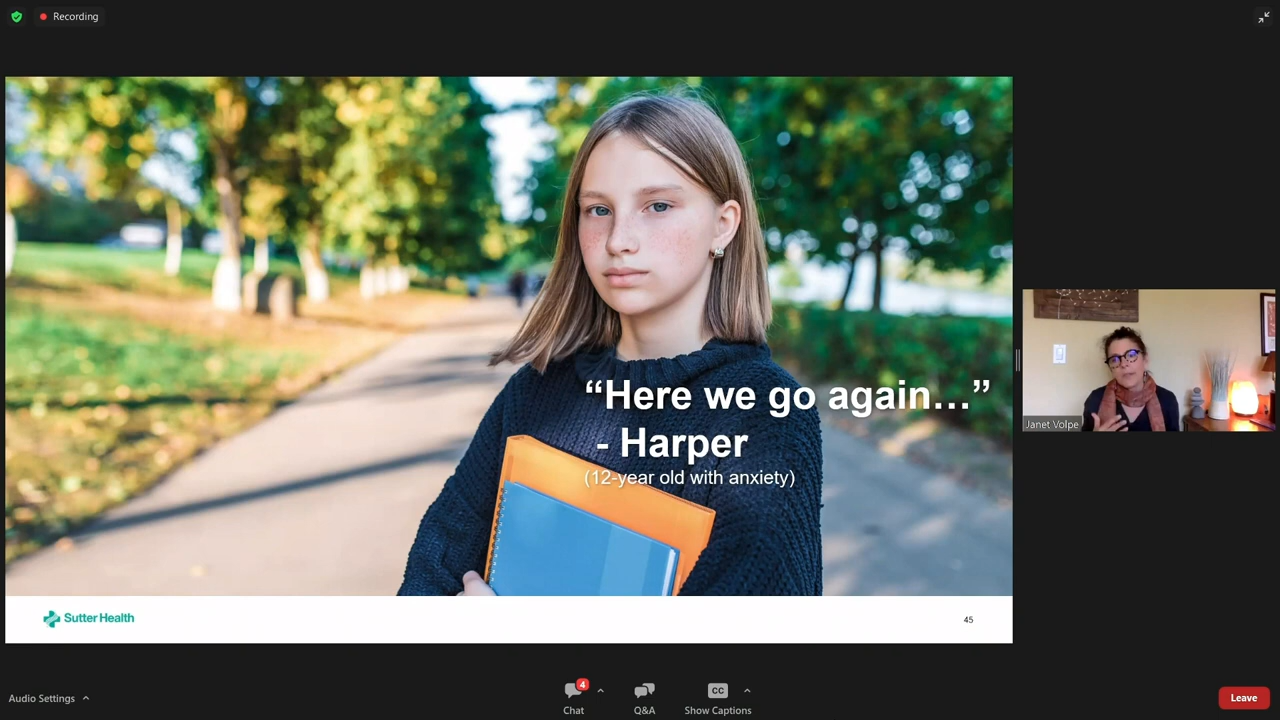 Recording
“Here we go again…”
- Harper
(12-year old with anxiety)
Janet Volpe
Sutter Health
45
Audio Settings
4
Chat
Q&A
CC
Show Captions
Leave